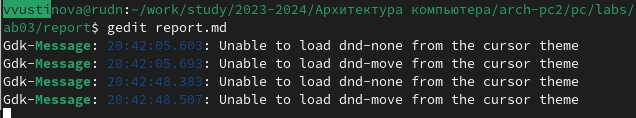 vvustinova@rudn:~/work/study/2023-2024/Архитектура компьютера/arch-pc2/pc/labs/
ab03/report$ gedit report.md
Gdk-Message: 20:42:05.603: Unable to load dnd-none from the cursor theme
Gdk-Message: 20:42:05.693: Unable to load dnd-move from the cursor theme
Gdk-Message: 20:42:48.383: Unable to load dnd-none from the cursor theme
Gdk-Message: 20:42:48.507: Unable to load dnd-move from the cursor theme